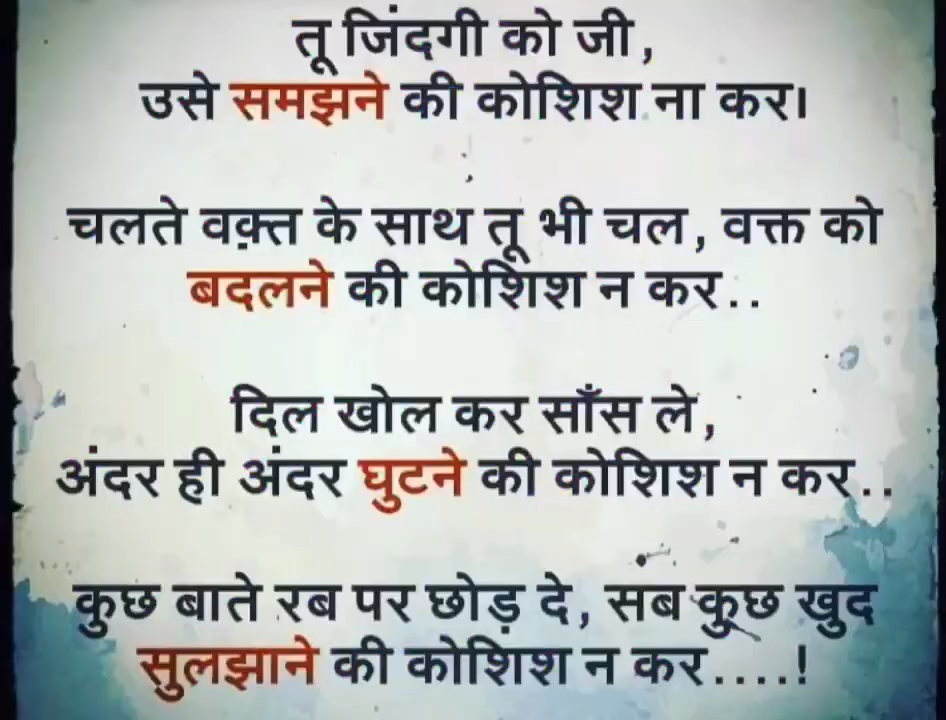 तू जिंदगी को जी,
उसे समझने की कोशिश ना कर।
चलते वक़्त के साथ तू भी चल, वक्त को
बदलने की कोशिश न कर..
दिल खोल कर साँस ले,
अंदर ही अंदर घुटने की कोशिश न कर..
कुछ बाते रब पर छोड़ दे, सब कुछ खुद
सुलझाने की कोशिश न कर....!